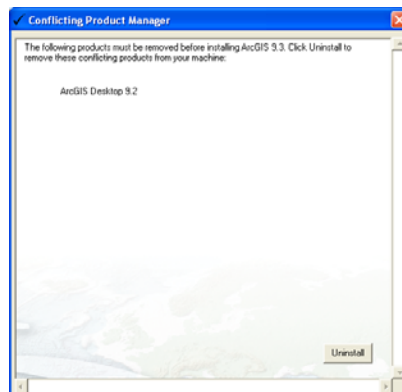 Conflicting Product Manager
The following products must be removed before installing ArcGIS 9.3. Click Uninstall to
remove these conflicting products from your machine:
ArcGIS Desktop 9.2
Uninstall